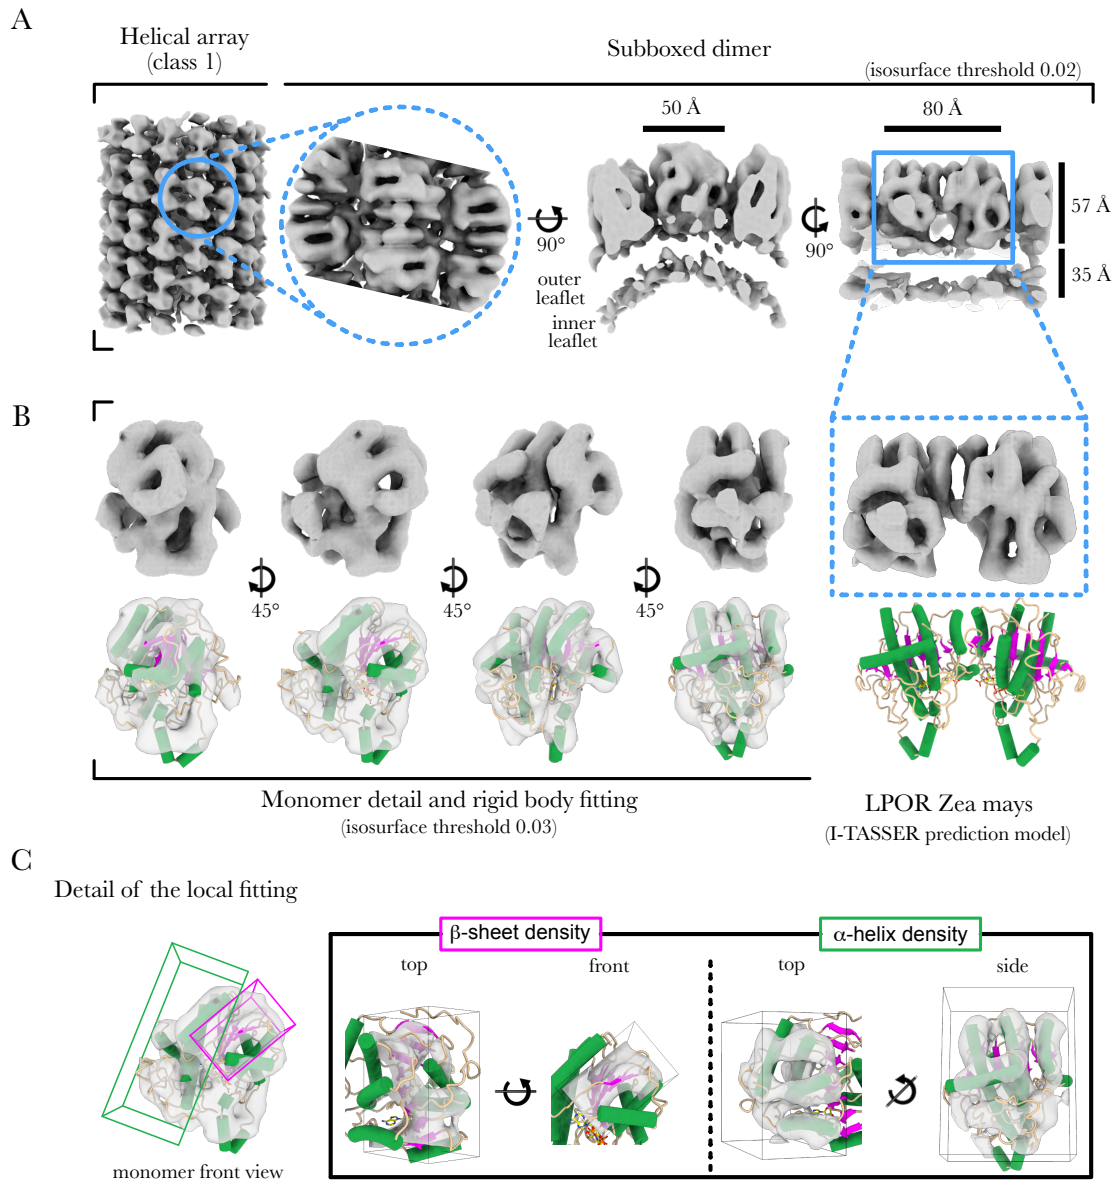 A
Helical array
(class 1)
Subboxed dimer
(isosurface threshold 0.02)
50 Å
80 Å
57 Å
90°
90°
35 Å
outer
leaflet
inner
leaflet
B
45°
45°
45°
Monomer detail and rigid body fitting
(isosurface threshold 0.03)
LPOR Zea mays
(I-TASSER prediction model)
C
Detail of the local fitting
β-sheet density
α-helix density
top
front
top
side
monomer front view